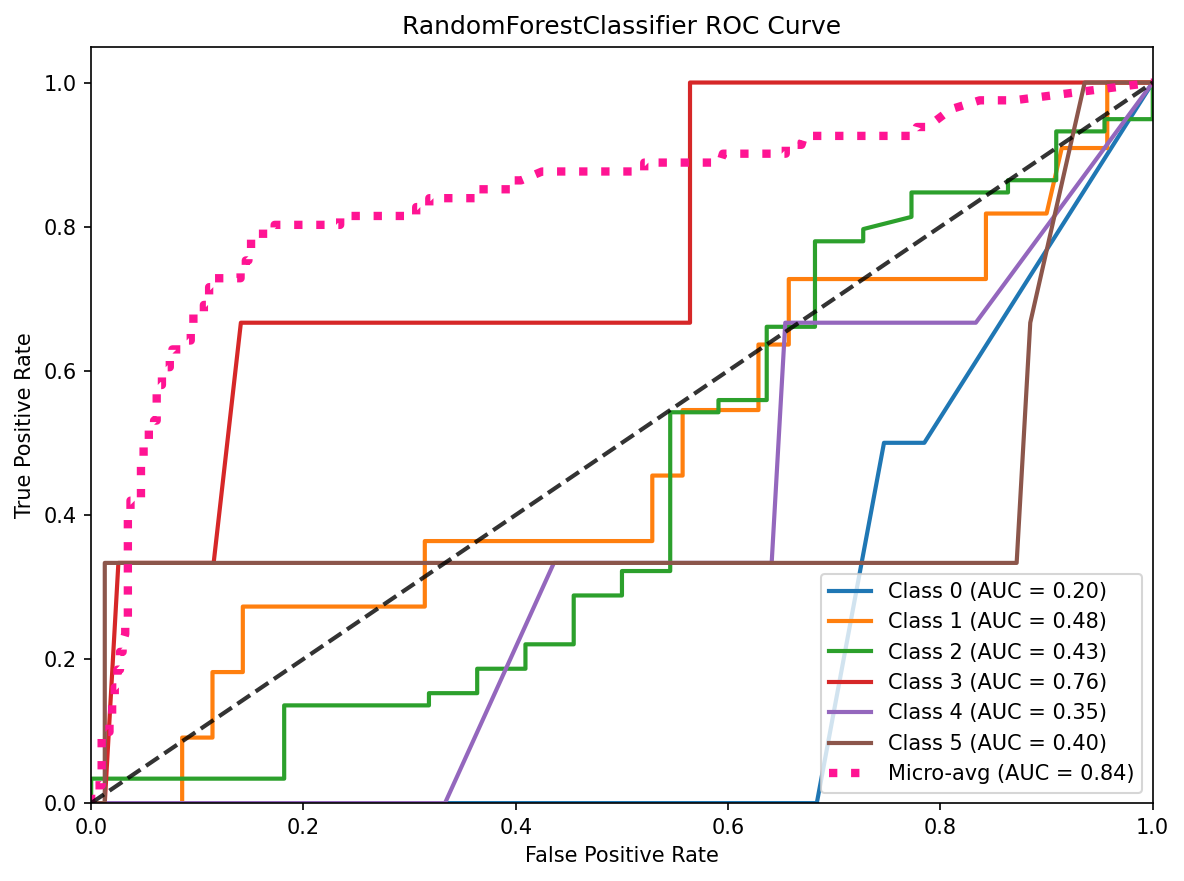 RandomForestClassifier ROC Curve
True Positive Rate
1.0
0.8
0.6
0.4
0.2
0.0
Class 0 (AUC = 0.20)
Class 1 (AUC = 0.48)
Class 2 (AUC = 0.43)
Class 3 (AUC = 0.76)
Class 4 (AUC = 0.35)
Class 5 (AUC = 0.40)
Micro-avg (AUC = 0.84)
0.0 0.2 0.4 0.6 0.8 1.0
False Positive Rate